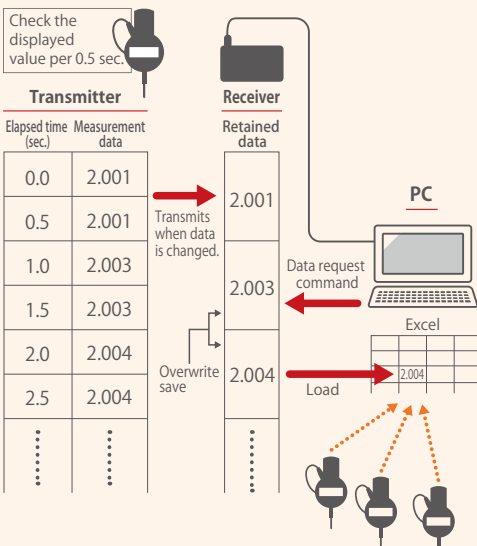 Check the
displayed
value per 0.5 sec.
Transmitter
Receiver
Elapsed time
(sec.)
Measurement
data
Retained
data
0.0 2.001
0.5 2.001
1.0 2.003
1.5 2.003
2.0 2.004
2.5 2.004
Transmits
when data
is changed.
2.001
2.003
Overwrite
save
2.004
PC
Data request
command
Excel
2.004
Load